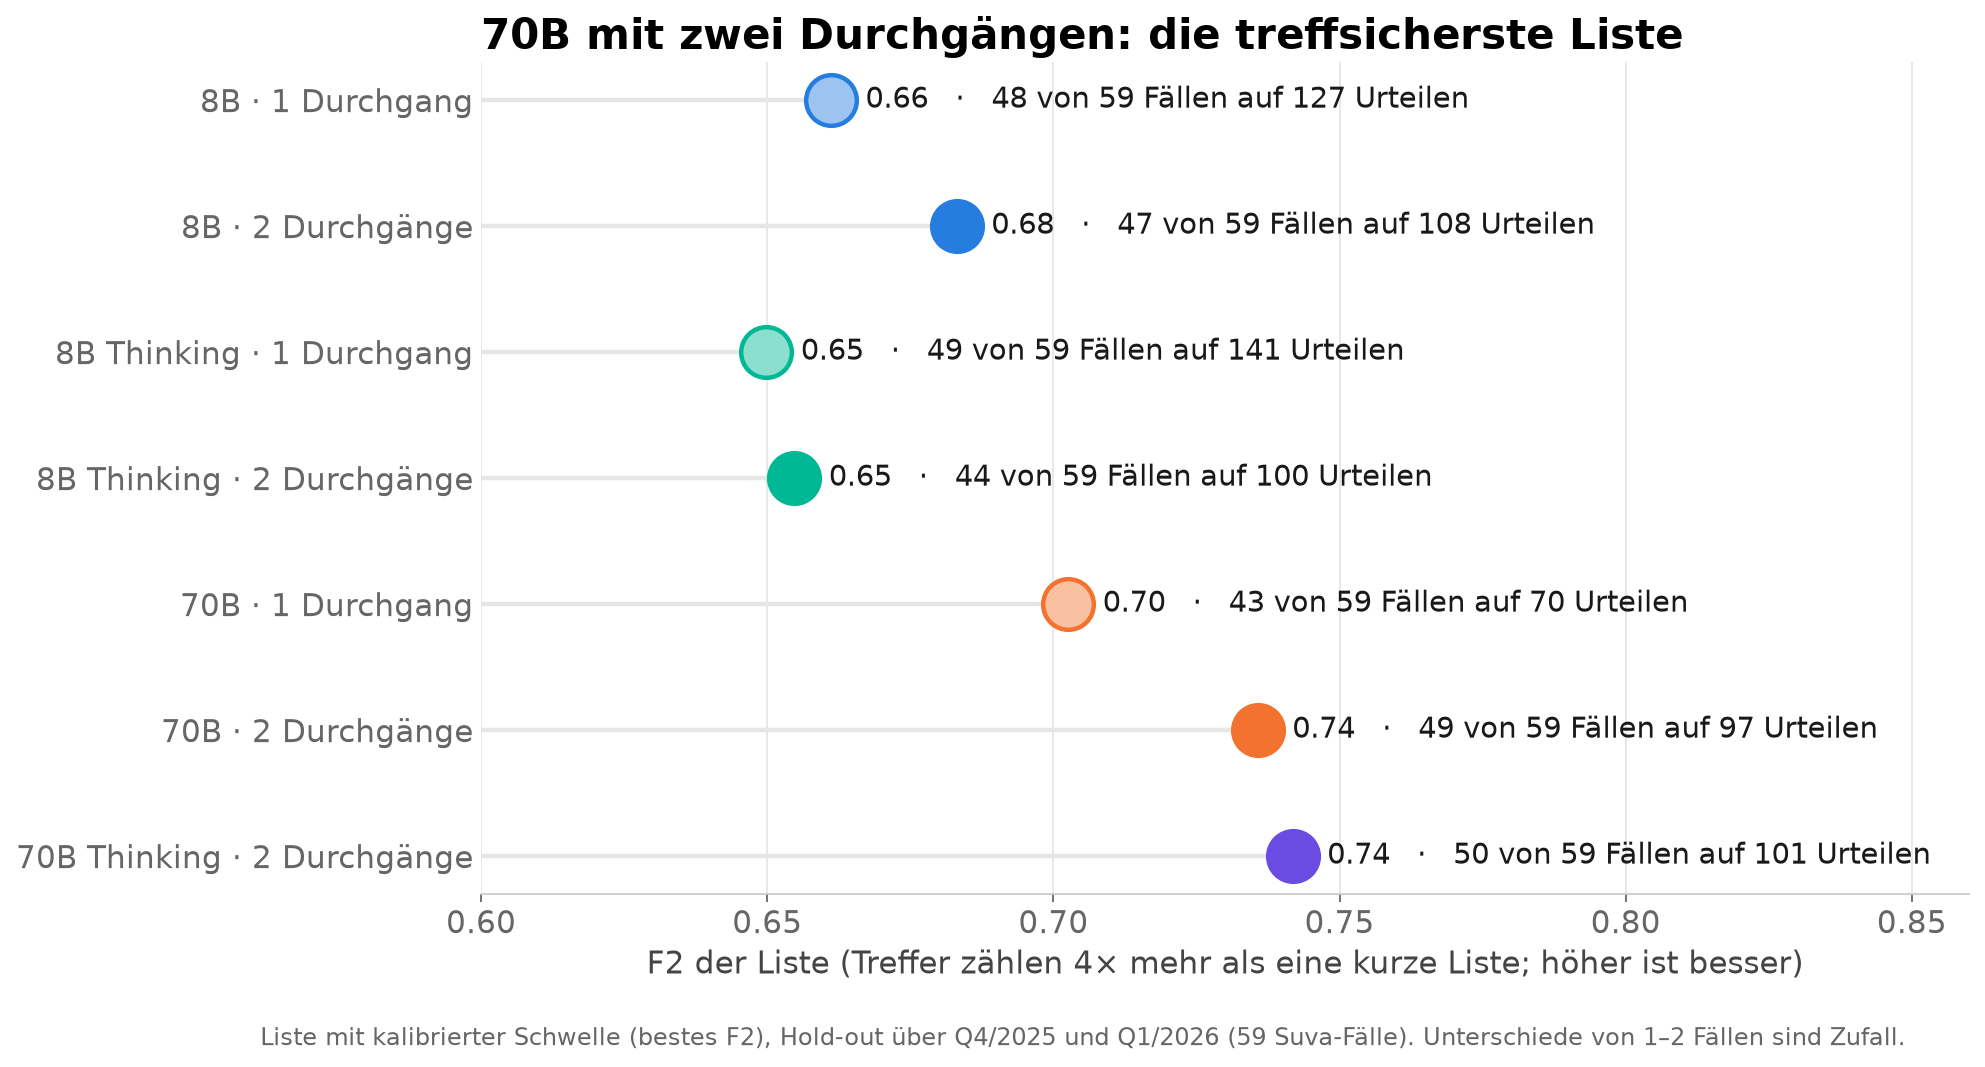 70B mit zwei Durchgängen: die treffsicherste Liste
8B · 1 Durchgang
0.66 · 48 von 59 Fällen auf 127 Urteilen
8B · 2 Durchgänge
0.68 · 47 von 59 Fällen auf 108 Urteilen
8B Thinking · 1 Durchgang
0.65 · 49 von 59 Fällen auf 141 Urteilen
8B Thinking · 2 Durchgänge
0.65 · 44 von 59 Fällen auf 100 Urteilen
70B · 1 Durchgang
0.70 · 43 von 59 Fällen auf 70 Urteilen
70B · 2 Durchgänge
0.74 · 49 von 59 Fällen auf 97 Urteilen
70B Thinking · 2 Durchgänge
0.74 · 50 von 59 Fällen auf 101 Urteilen
0.60 0.65 0.70 0.75 0.80 0.85
F2 der Liste (Treffer zählen 4× mehr als eine kurze Liste; höher ist besser)
Liste mit kalibrierter Schwelle (bestes F2), Hold-out über Q4/2025 und Q1/2026 (59 Suva-Fälle). Unterschiede von 1–2 Fällen sind Zufall.